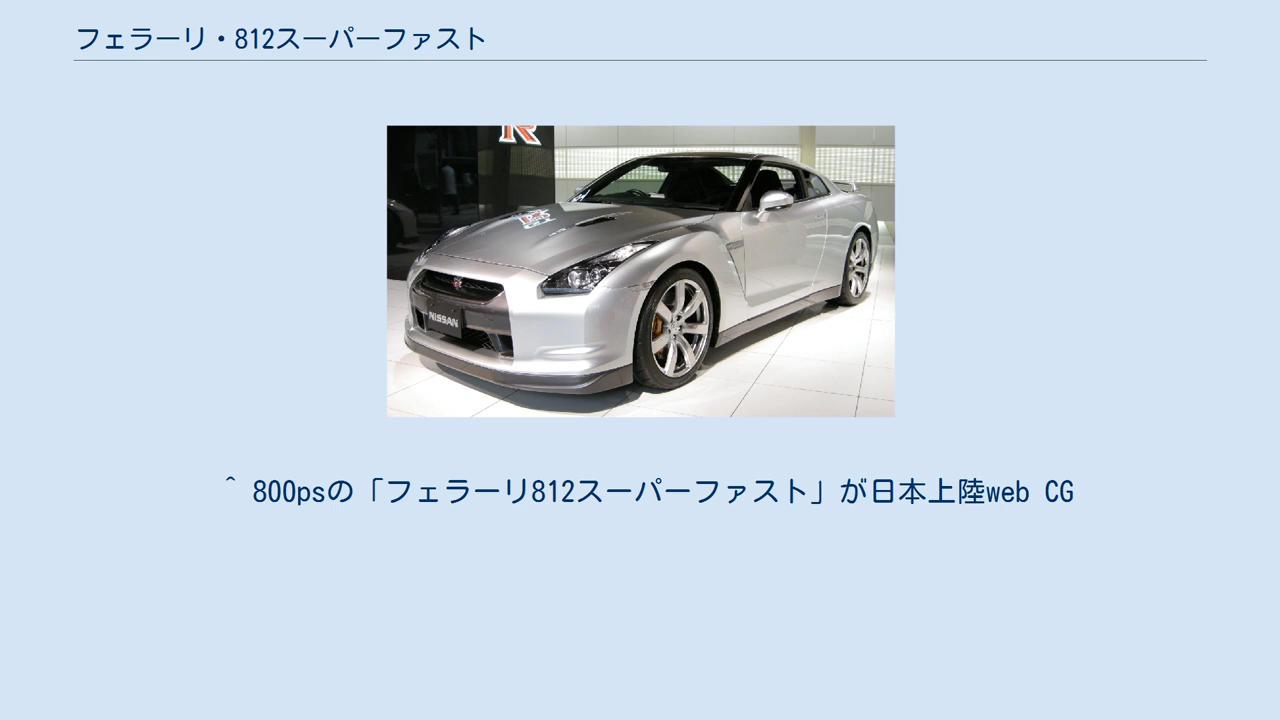 フェラーリ・812スーパーファスト
R
NISSAN
^ 800psの「フェラーリ812スーパーファスト」が日本上陸web CG